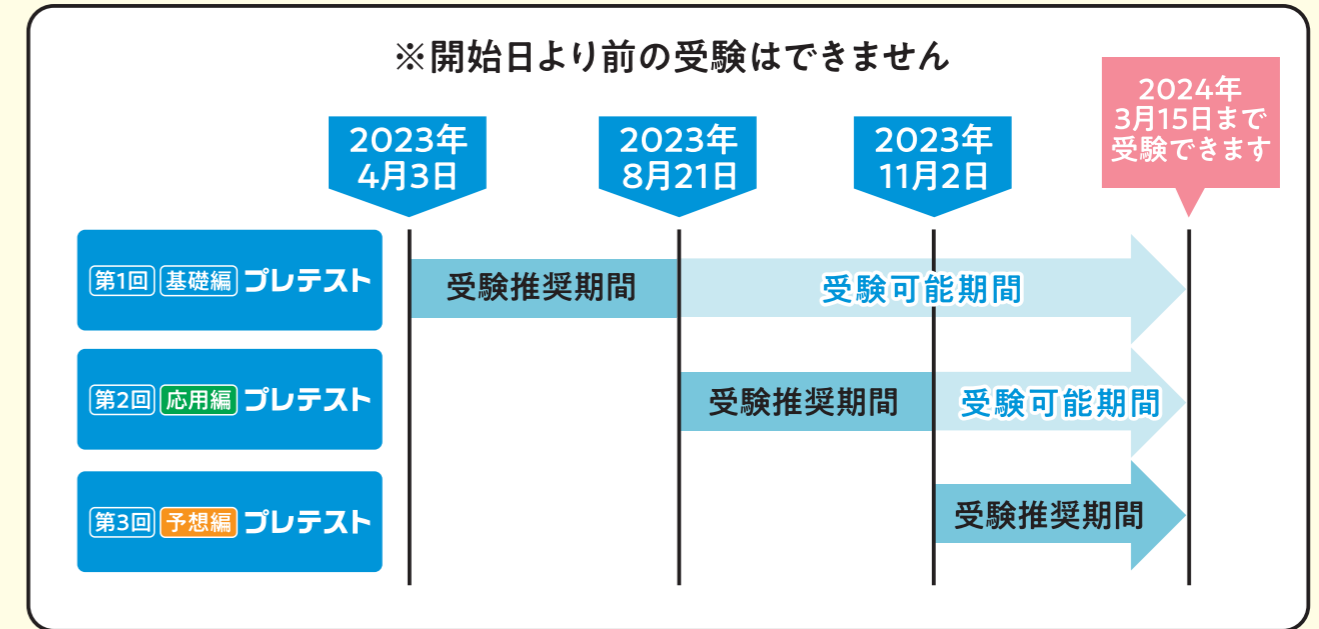 ※開始日より前の受験はできません
2023年
4月3日
2023年
8月21日
2023年
11月2日
2024年
3月15日まで
受験できます
第1回 基礎編 プレテスト
受験推奨期間
受験可能期間
第2回 応用編 プレテスト
受験推奨期間
受験可能期間
第3回 予想編 プレテスト
受験推奨期間